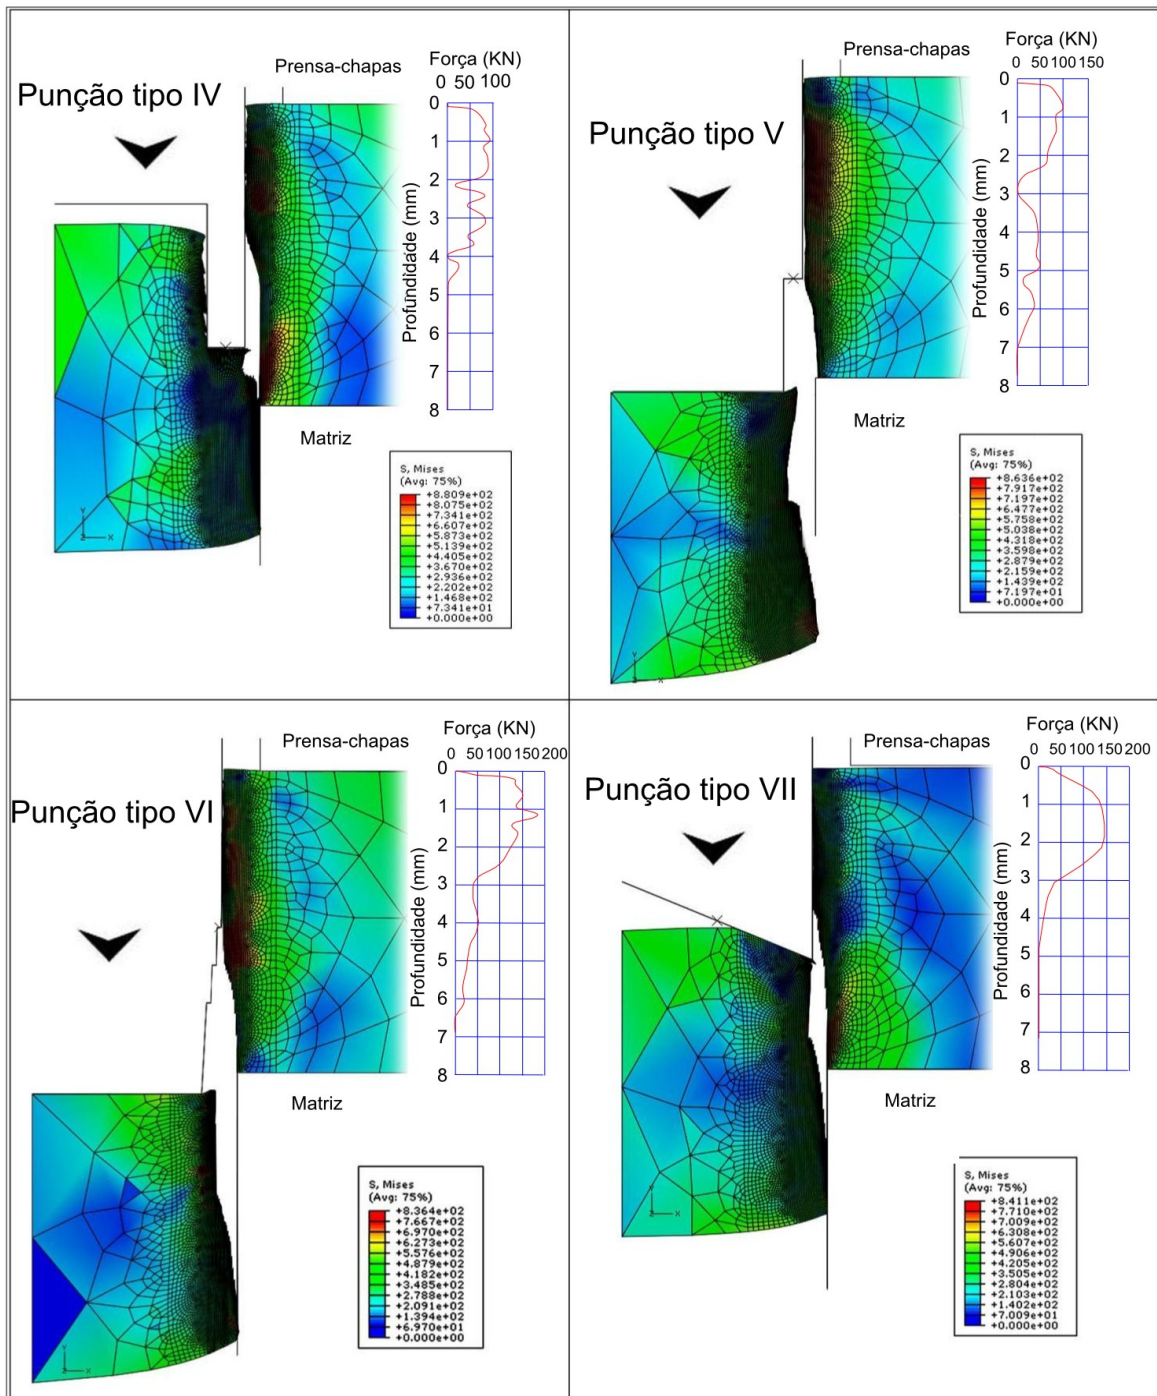 Punção tipo IV
Prensa-chapas
Força (KN)
0 50 100
Profundidade (mm)
0
1
2
3
4
5
6
7
8
Matriz
S, Mises
(Avg: 75%)
+8.809e+02
+8.075e+02
+7.341e+02
+6.607e+02
+5.873e+02
+5.139e+02
+4.405e+02
+3.670e+02
+2.936e+02
+2.202e+02
+1.468e+02
+7.341e+01
+0.000e+00
Y
Z X
Punção tipo V
Prensa-chapas
Força (KN)
0 50 100 150
Profundidade (mm)
0
1
2
3
4
5
6
7
8
Matriz
S, Mises
(Avg: 75%)
+8.636e+02
+7.917e+02
+7.197e+02
+6.477e+02
+5.758e+02
+5.038e+02
+4.318e+02
+3.598e+02
+2.879e+02
+2.159e+02
+1.439e+02
+7.197e+01
+0.000e+00
Y
Z X
Punção tipo VI
Prensa-chapas
Força (KN)
0 50 100 150 200
Profundidade (mm)
0
1
2
3
4
5
6
7
8
Matriz
S, Mises
(Avg: 75%)
+8.364e+02
+7.667e+02
+6.970e+02
+6.273e+02
+5.576e+02
+4.879e+02
+4.182e+02
+3.485e+02
+2.788e+02
+2.091e+02
+1.394e+02
+6.970e+01
+0.000e+00
Y
Z X
Punção tipo VII
Prensa-chapas
Força (KN)
0 50 100 150 200
Profundidade (mm)
0
1
2
3
4
5
6
7
8
Matriz
S, Mises
(Avg: 75%)
+8.411e+02
+7.710e+02
+7.009e+02
+6.308e+02
+5.607e+02
+4.906e+02
+4.205e+02
+3.505e+02
+2.804e+02
+2.103e+02
+1.402e+02
+7.009e+01
+0.000e+00
Y
Z X